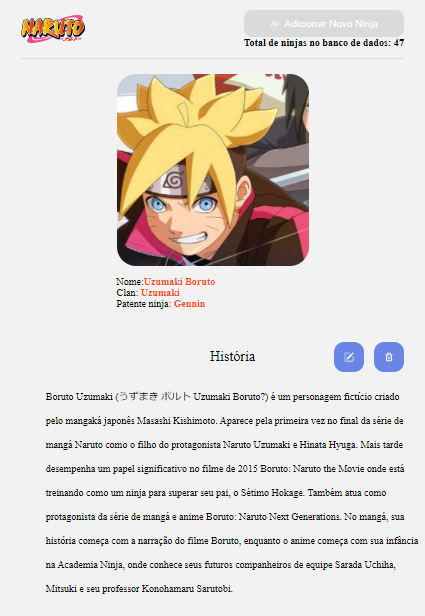 NARUTO
Adicionar Novo Ninja
Total de ninjas no banco de dados: 47
Nome:Uzumaki Boruto
Clan: Uzumaki
Patente ninja: Gennin
História
Boruto Uzumaki (うずまき ボルト Uzumaki Boruto?) é um personagem fictício criado
pelo mangaká japonês Masashi Kishimoto. Aparece pela primeira vez no final da série de
mangá Naruto como o filho do protagonista Naruto Uzumaki e Hinata Hyuga. Mais tarde
desempenha um papel significativo no filme de 2015 Boruto: Naruto the Movie onde está
treinando como um ninja para superar seu pai, o Sétimo Hokage. Também atua como
protagonista da série de mangá e anime Boruto: Naruto Next Generations. No mangá, sua
história começa com a narração do filme Boruto, enquanto o anime começa com sua infância
na Academia Ninja, onde conhece seus futuros companheiros de equipe Sarada Uchiha,
Mitsuki e seu professor Konohamaru Sarutobi.